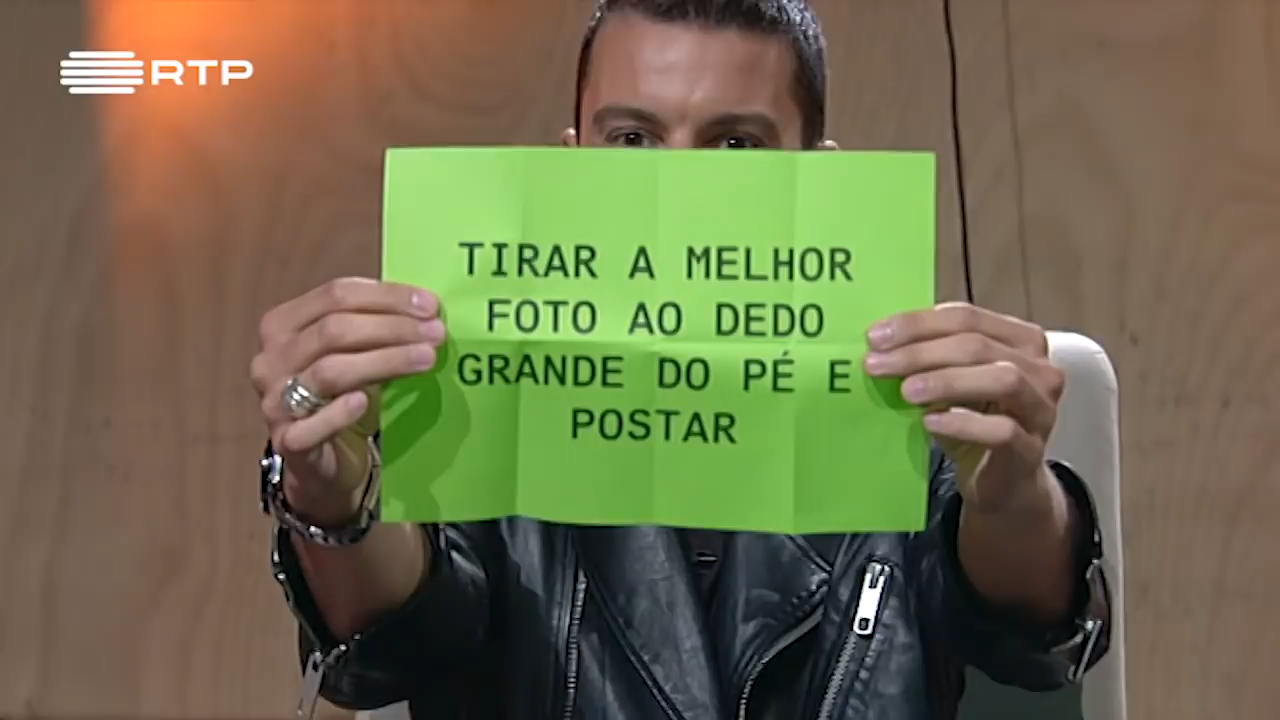 RTP
TIRAR A MELHOR
FOTO AO DEDO
GRANDE DO PÉ E
POSTAR